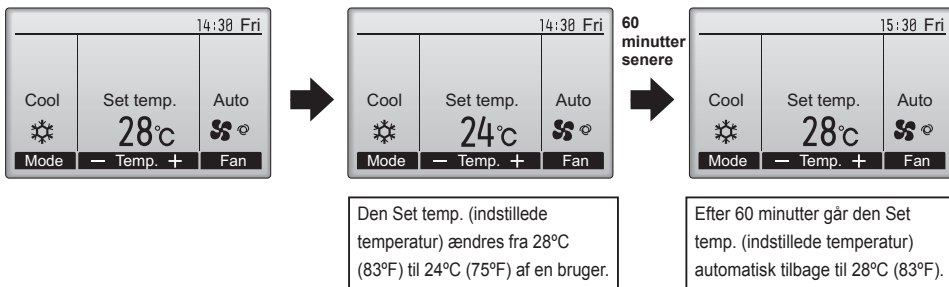 14:30 Fri
Cool Set temp. Auto
28°C
Mode — Temp. + Fan
14:30 Fri
Cool Set temp. Auto
24°C
Mode — Temp. + Fan
Den Set temp. (indstillede
temperatur) ændres fra 28ºC
(83ºF) til 24ºC (75ºF) af en bruger.
60
minutter
senere
15:30 Fri
Cool Set temp. Auto
28°C
Mode — Temp. + Fan
Efter 60 minutter går den Set
temp. (indstillede temperatur)
automatisk tilbage til 28ºC (83ºF).